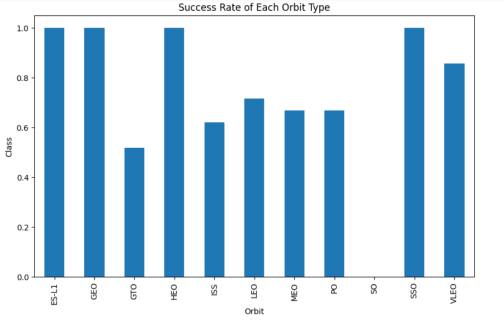 Success Rate of Each Orbit Type
1.0
0.8
0.6
0.4
0.2
0.0
Class
ES-L1
GEO
GTO
HEO
ISS
LEO
MEO
PO
SO
SSO
VLEO
Orbit